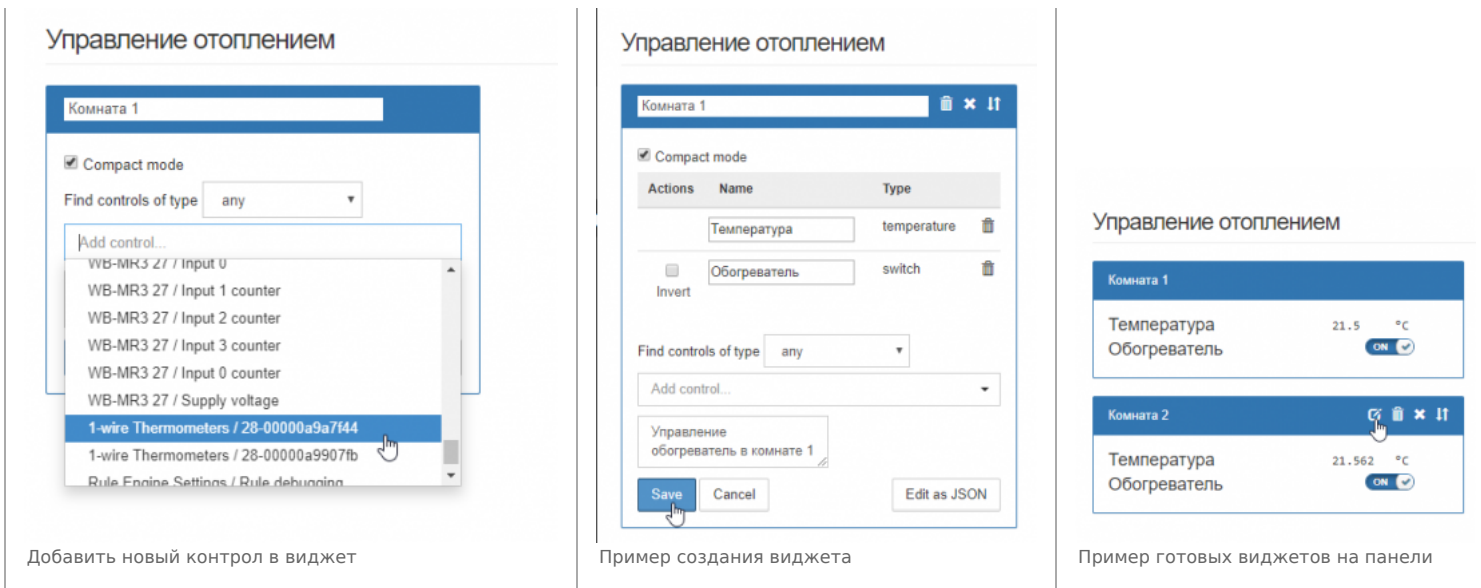 Управление отоплением
Комната 1
Compact mode
Find controls of type any
Add control...
WB-MR3 27 / Input 0
WB-MR3 27 / Input 1 counter
WB-MR3 27 / Input 2 counter
WB-MR3 27 / Input 3 counter
WB-MR3 27 / Input 0 counter
WB-MR3 27 / Supply voltage
1-wire Thermometers / 28-00000a9a7f44
1-wire Thermometers / 28-00000a9907fb
Rule Engine Settings / Rule debugging
Добавить новый контрол в виджет
Управление отоплением
Комната 1
Compact mode
Actions Name Type
Температура temperature
Обогреватель switch
Invert
Find controls of type any
Add control...
Управление
обогреватель в комнате 1
Save Cancel Edit as JSON
Пример создания виджета
Управление отоплением
Комната 1
Температура 21.5 °C
Обогреватель ON
Комната 2
Температура 21.562 °C
Обогреватель ON
Пример готовых виджетов на панели